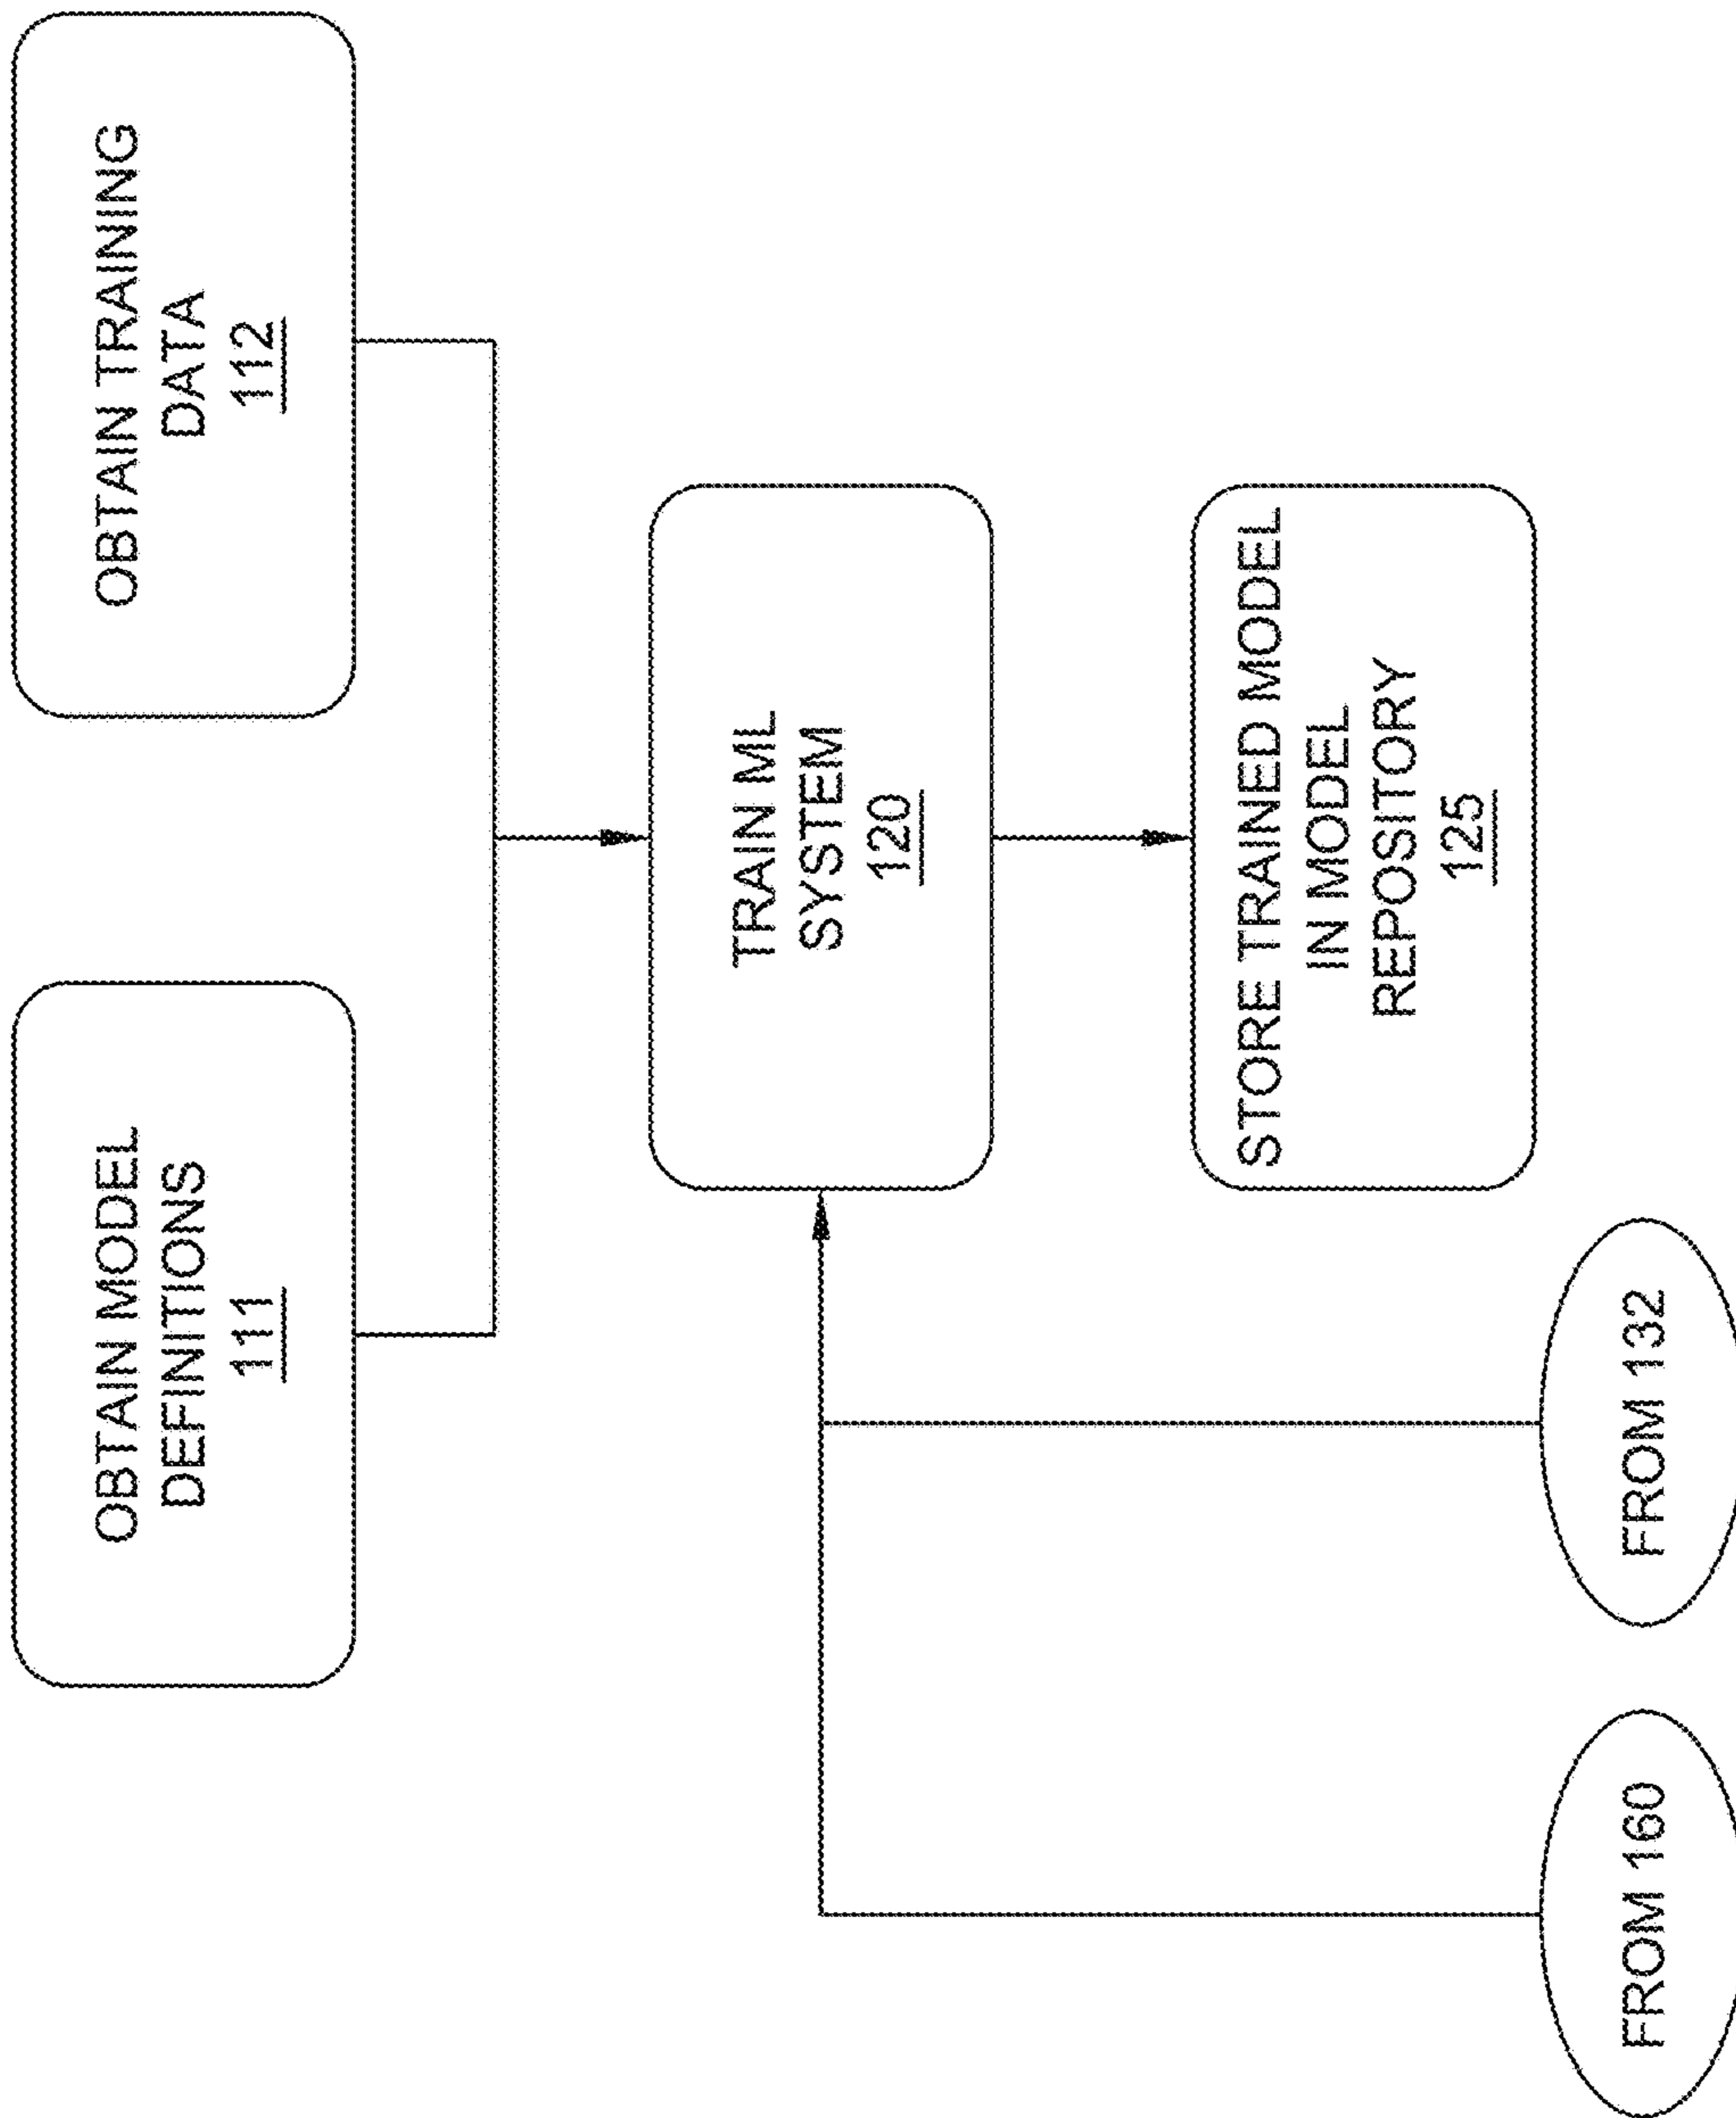 OBTAIN MODEL
DEFINITIONS
111
OBTAIN TRAINING
DATA
112
TRAIN ML
SYSTEM
120
STORE TRAINED MODEL
IN MODEL
REPOSITORY
125
FROM 160
FROM 132